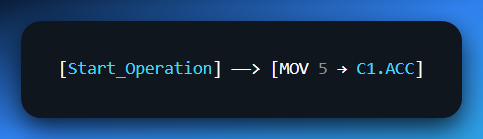 [Start_Operation] ──> [MOV 5 → C1.ACC]